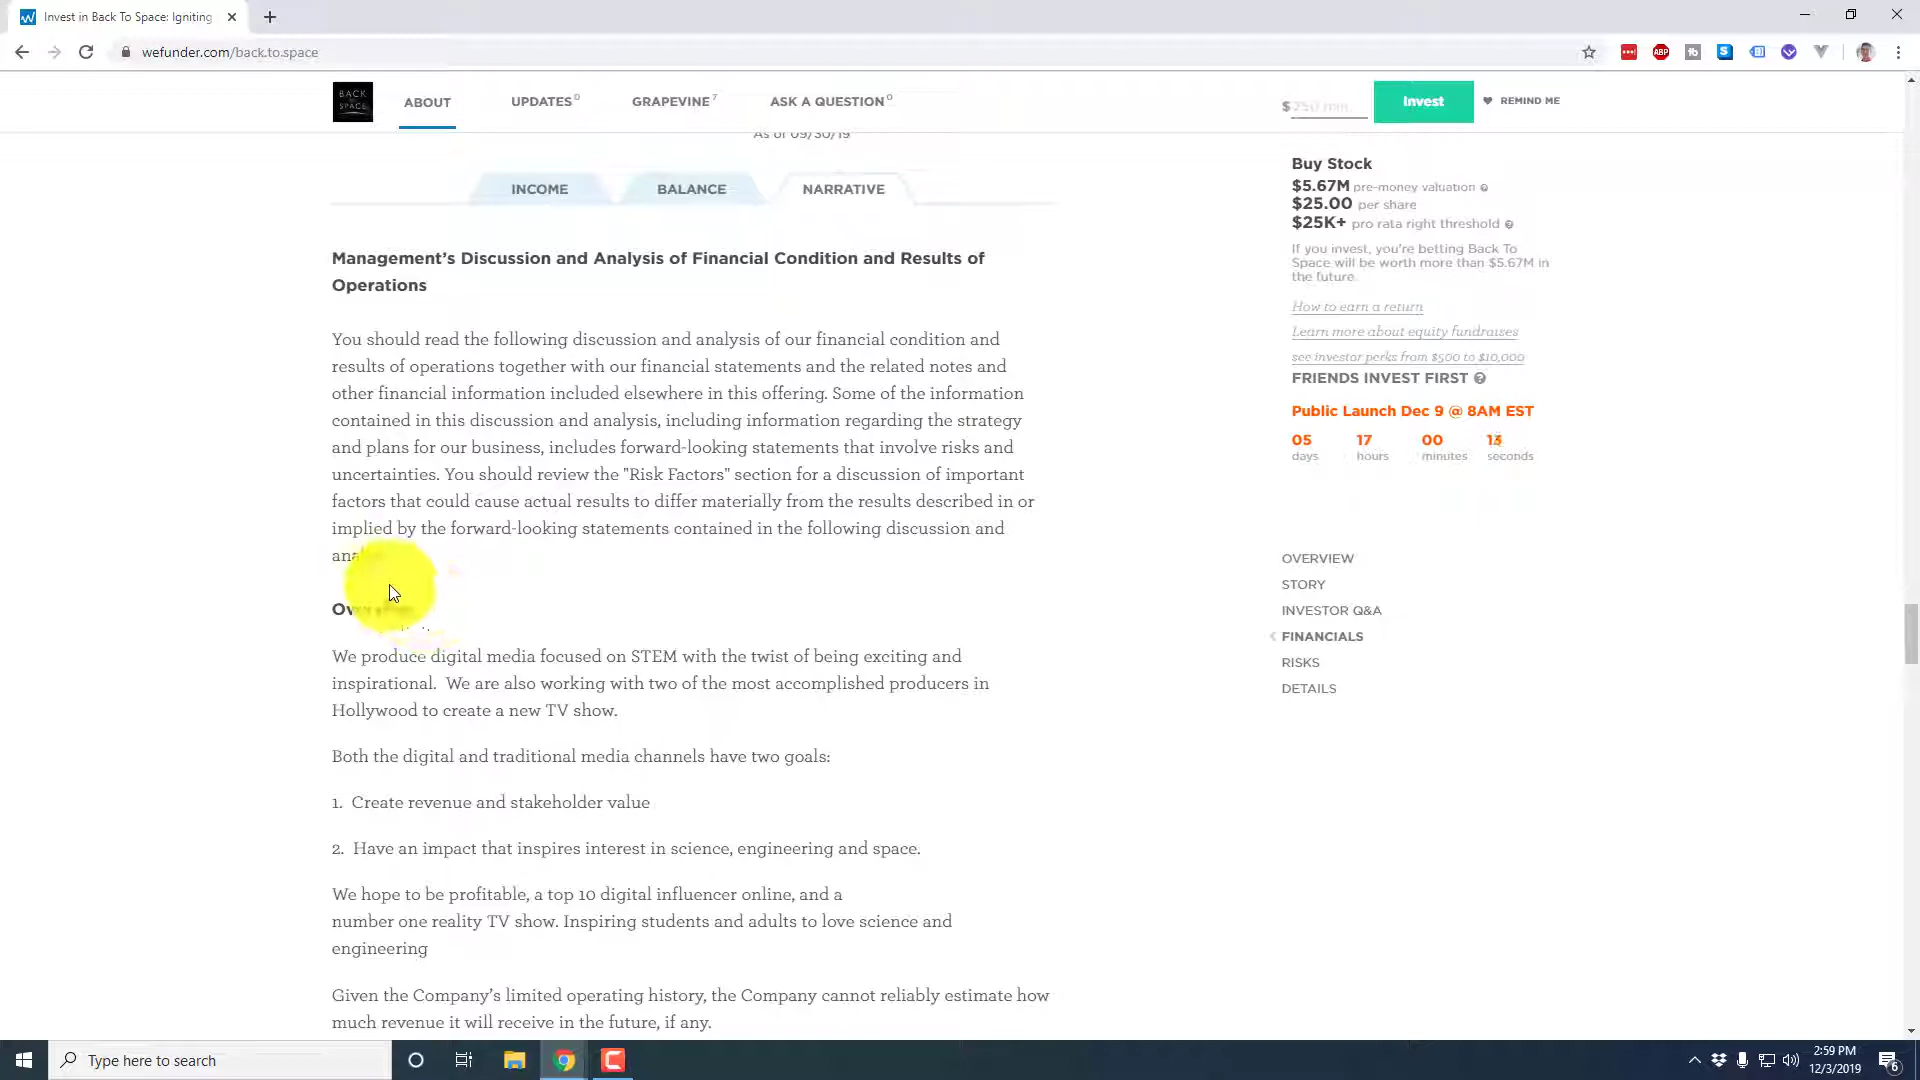 Invest in Back To Space: Igniting
wefunder.com/back.to.space
BACK TO SPACE
ABOUT
UPDATES 0
GRAPEVINE 7
ASK A QUESTION 0
$ 250 min
Invest
REMIND ME
As of 09/30/19
INCOME
BALANCE
NARRATIVE
Management's Discussion and Analysis of Financial Condition and Results of
Operations
You should read the following discussion and analysis of our financial condition and
results of operations together with our financial statements and the related notes and
other financial information included elsewhere in this offering. Some of the information
contained in this discussion and analysis, including information regarding the strategy
and plans for our business, includes forward-looking statements that involve risks and
uncertainties. You should review the "Risk Factors" section for a discussion of important
factors that could cause actual results to differ materially from the results described in or
implied by the forward-looking statements contained in the following discussion and
We produce digital media focused on STEM with the twist of being exciting and
inspirational.  We are also working with two of the most accomplished producers in
Hollywood to create a new TV show.
Both the digital and traditional media channels have two goals:
1. Create revenue and stakeholder value
2. Have an impact that inspires interest in science, engineering and space.
We hope to be profitable, a top 10 digital influencer online, and a
number one reality TV show. Inspiring students and adults to love science and
engineering
Given the Company's limited operating history, the Company cannot reliably estimate how
much revenue it will receive in the future, if any.
Buy Stock
$5.67M pre-money valuation
$25.00 per share
$25K+ pro rata right threshold
If you invest, you're betting Back To
Space will be worth more than $5.67M in
the future.
How to earn a return
Learn more about equity fundraises
see investor perks from $500 to $10,000
FRIENDS INVEST FIRST
Public Launch Dec 9 @ 8AM EST
05 17 00 13
days hours minutes seconds
OVERVIEW
STORY
INVESTOR Q&A
FINANCIALS
RISKS
DETAILS
Type here to search
2:59 PM
12/3/2019
6